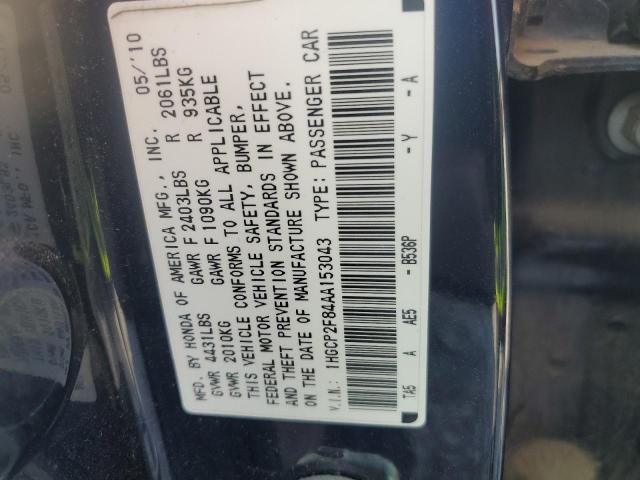 MFD. BY HONDA OF AMERICA MFG., INC. 05/'10
GVWR 4431LBS GAWR F 2403LBS R 2061LBS
GVWR 2010KG GAWR F 1090KG R 935KG
THIS VEHICLE CONFORMS TO ALL APPLICABLE
FEDERAL MOTOR VEHICLE SAFETY, BUMPER,
AND THEFT PREVENTION STANDARDS IN EFFECT
ON THE DATE OF MANUFACTURE SHOWN ABOVE.
V.I.N.: 1HGCP2F84AA153043 TYPE: PASSENGER CAR
TA5 A AE5 B536P Y A